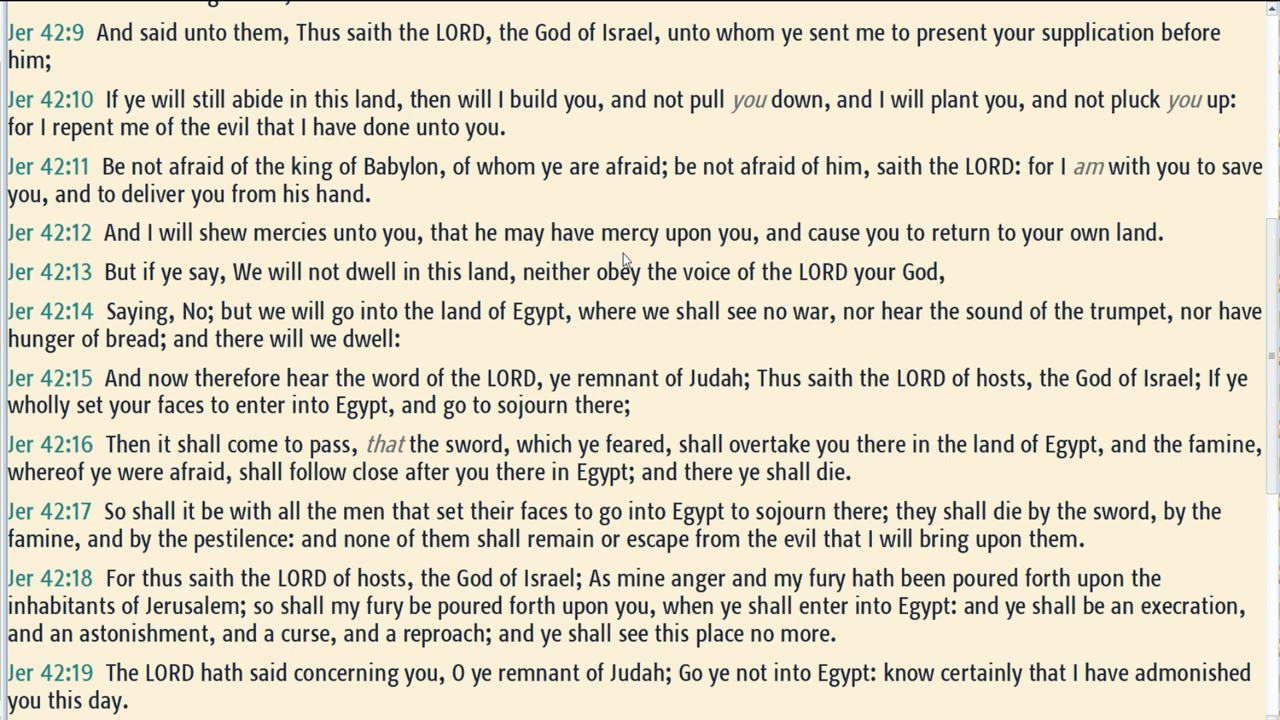 Jer 42:9 And said unto them, Thus saith the LORD, the God of Israel, unto whom ye sent me to present your supplication before
him;
Jer 42:10 If ye will still abide in this land, then will I build you, and not pull you down, and I will plant you, and not pluck you up:
for I repent me of the evil that I have done unto you.
Jer 42:11 Be not afraid of the king of Babylon, of whom ye are afraid; be not afraid of him, saith the LORD: for I am with you to save
you, and to deliver you from his hand.
Jer 42:12 And I will shew mercies unto you, that he may have mercy upon you, and cause you to return to your own land.
Jer 42:13 But if ye say, We will not dwell in this land, neither obey the voice of the LORD your God,
Jer 42:14 Saying, No; but we will go into the land of Egypt, where we shall see no war, nor hear the sound of the trumpet, nor have
hunger of bread; and there will we dwell:
Jer 42:15 And now therefore hear the word of the LORD, ye remnant of Judah; Thus saith the LORD of hosts, the God of Israel; If ye
wholly set your faces to enter into Egypt, and go to sojourn there;
Jer 42:16 Then it shall come to pass, that the sword, which ye feared, shall overtake you there in the land of Egypt, and the famine,
whereof ye were afraid, shall follow close after you there in Egypt; and there ye shall die.
Jer 42:17 So shall it be with all the men that set their faces to go into Egypt to sojourn there; they shall die by the sword, by the
famine, and by the pestilence: and none of them shall remain or escape from the evil that I will bring upon them.
Jer 42:18 For thus saith the LORD of hosts, the God of Israel; As mine anger and my fury hath been poured forth upon the
inhabitants of Jerusalem; so shall my fury be poured forth upon you, when ye shall enter into Egypt: and ye shall be an execration,
and an astonishment, and a curse, and a reproach; and ye shall see this place no more.
Jer 42:19 The LORD hath said concerning you, O ye remnant of Judah; Go ye not into Egypt: know certainly that I have admonished
you this day.